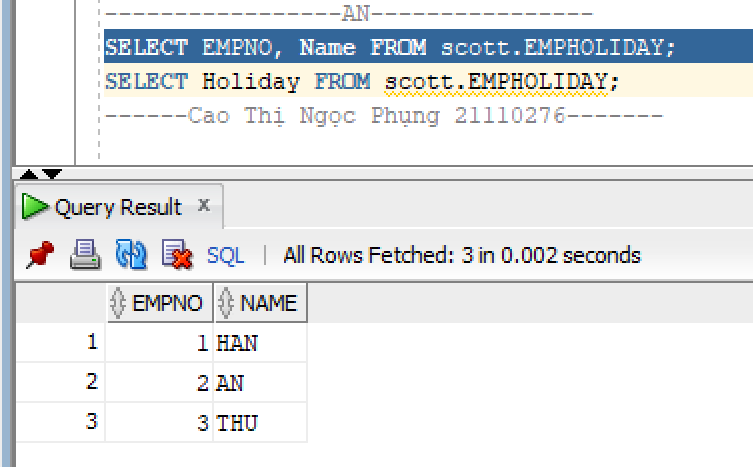 -----------------AN----------------
SELECT EMPNO, Name FROM scott.EMPHOLIDAY;
SELECT Holiday FROM scott.EMPHOLIDAY;
------Cao Thị Ngọc Phụng 21110276-------
Query Result x
SQL | All Rows Fetched: 3 in 0.002 seconds
EMPNO NAME
1 1 HAN
2 2 AN
3 3 THU